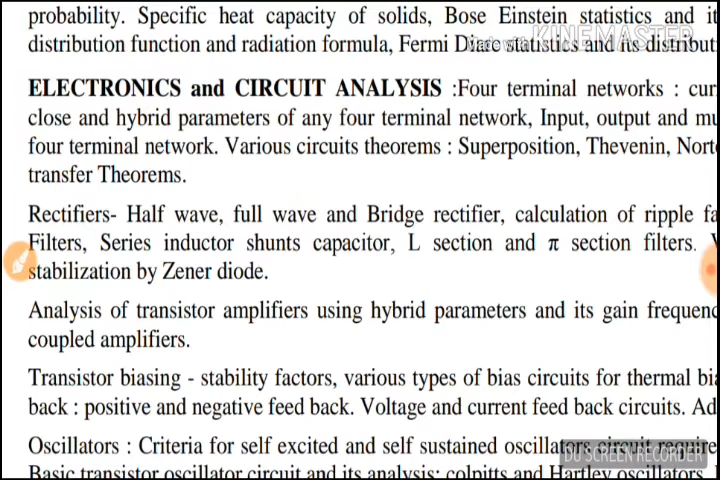 probability. Specific heat capacity of solids, Bose Einstein statistics and it
distribution function and radiation formula, Fermi Dirac statistics and its distribut
KINEMASTER
ELECTRONICS and CIRCUIT ANALYSIS :Four terminal networks : cur
close and hybrid parameters of any four terminal network, Input, output and mu
four terminal network. Various circuits theorems : Superposition, Thevenin, Norto
transfer Theorems.
Rectifiers- Half wave, full wave and Bridge rectifier, calculation of ripple fa
Filters, Series inductor shunts capacitor, L section and π section filters. V
stabilization by Zener diode.
Analysis of transistor amplifiers using hybrid parameters and its gain frequenc
coupled amplifiers.
Transistor biasing - stability factors, various types of bias circuits for thermal bia
back : positive and negative feed back. Voltage and current feed back circuits. Ad
Oscillators : Criteria for self excited and self sustained oscillators circuit require
DU SCREEN RECORDER
Basic transistor oscillator circuit and its analysis; colpitts and Hartley oscillators.